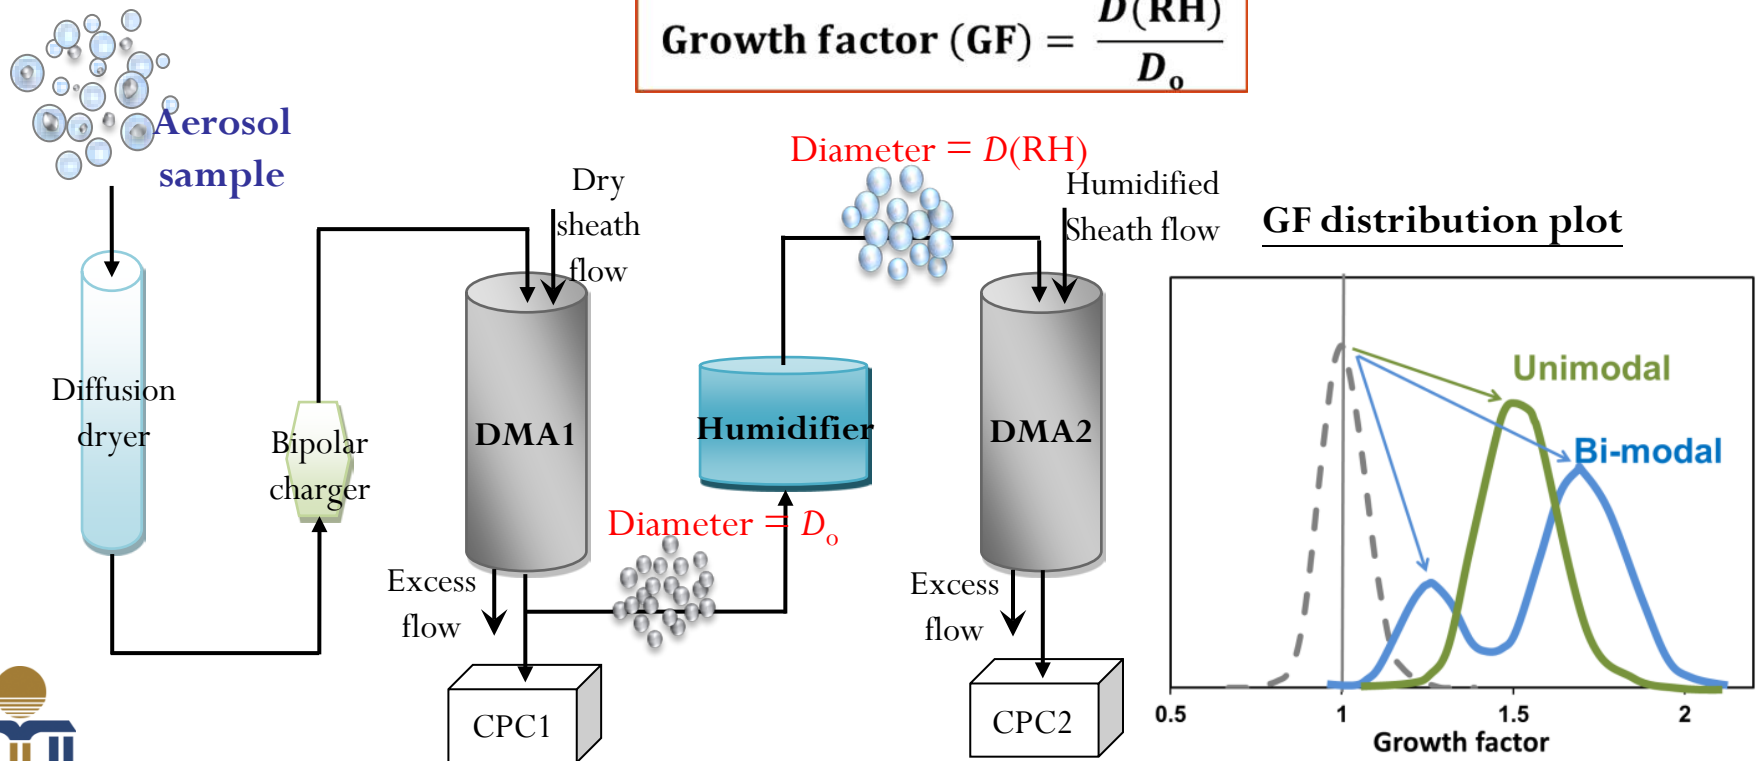 Growth factor (GF) = D(RH) / Dₒ
Aerosol
sample
Diameter = D(RH)
Dry
sheath
flow
Humidified
Sheath flow
GF distribution plot
Diffusion
dryer
Bipolar
charger
DMA1
Humidifier
DMA2
Unimodal
Bi-modal
Diameter = Dₒ
Excess
flow
Excess
flow
CPC1
CPC2
0.5 1 1.5 2
Growth factor